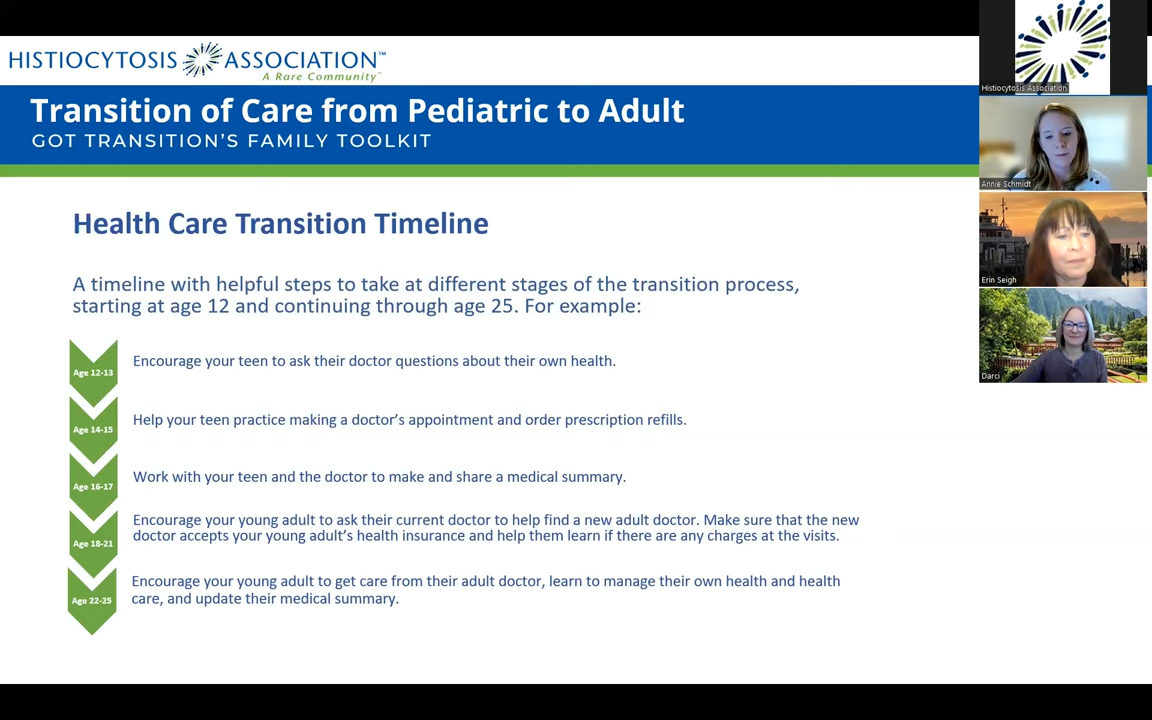 HISTIOCYTOSIS ASSOCIATION™
A Rare Community™
Transition of Care from Pediatric to Adult
GOT TRANSITION'S FAMILY TOOLKIT
Health Care Transition Timeline
A timeline with helpful steps to take at different stages of the transition process,
starting at age 12 and continuing through age 25. For example:
Age 12-13
Encourage your teen to ask their doctor questions about their own health.
Age 14-15
Help your teen practice making a doctor's appointment and order prescription refills.
Age 16-17
Work with your teen and the doctor to make and share a medical summary.
Age 18-21
Encourage your young adult to ask their current doctor to help find a new adult doctor. Make sure that the new
doctor accepts your young adult's health insurance and help them learn if there are any charges at the visits.
Age 22-25
Encourage your young adult to get care from their adult doctor, learn to manage their own health and health
care, and update their medical summary.
Histiocytosis Association
Annie Schmidt
Erin Seigh
Darci